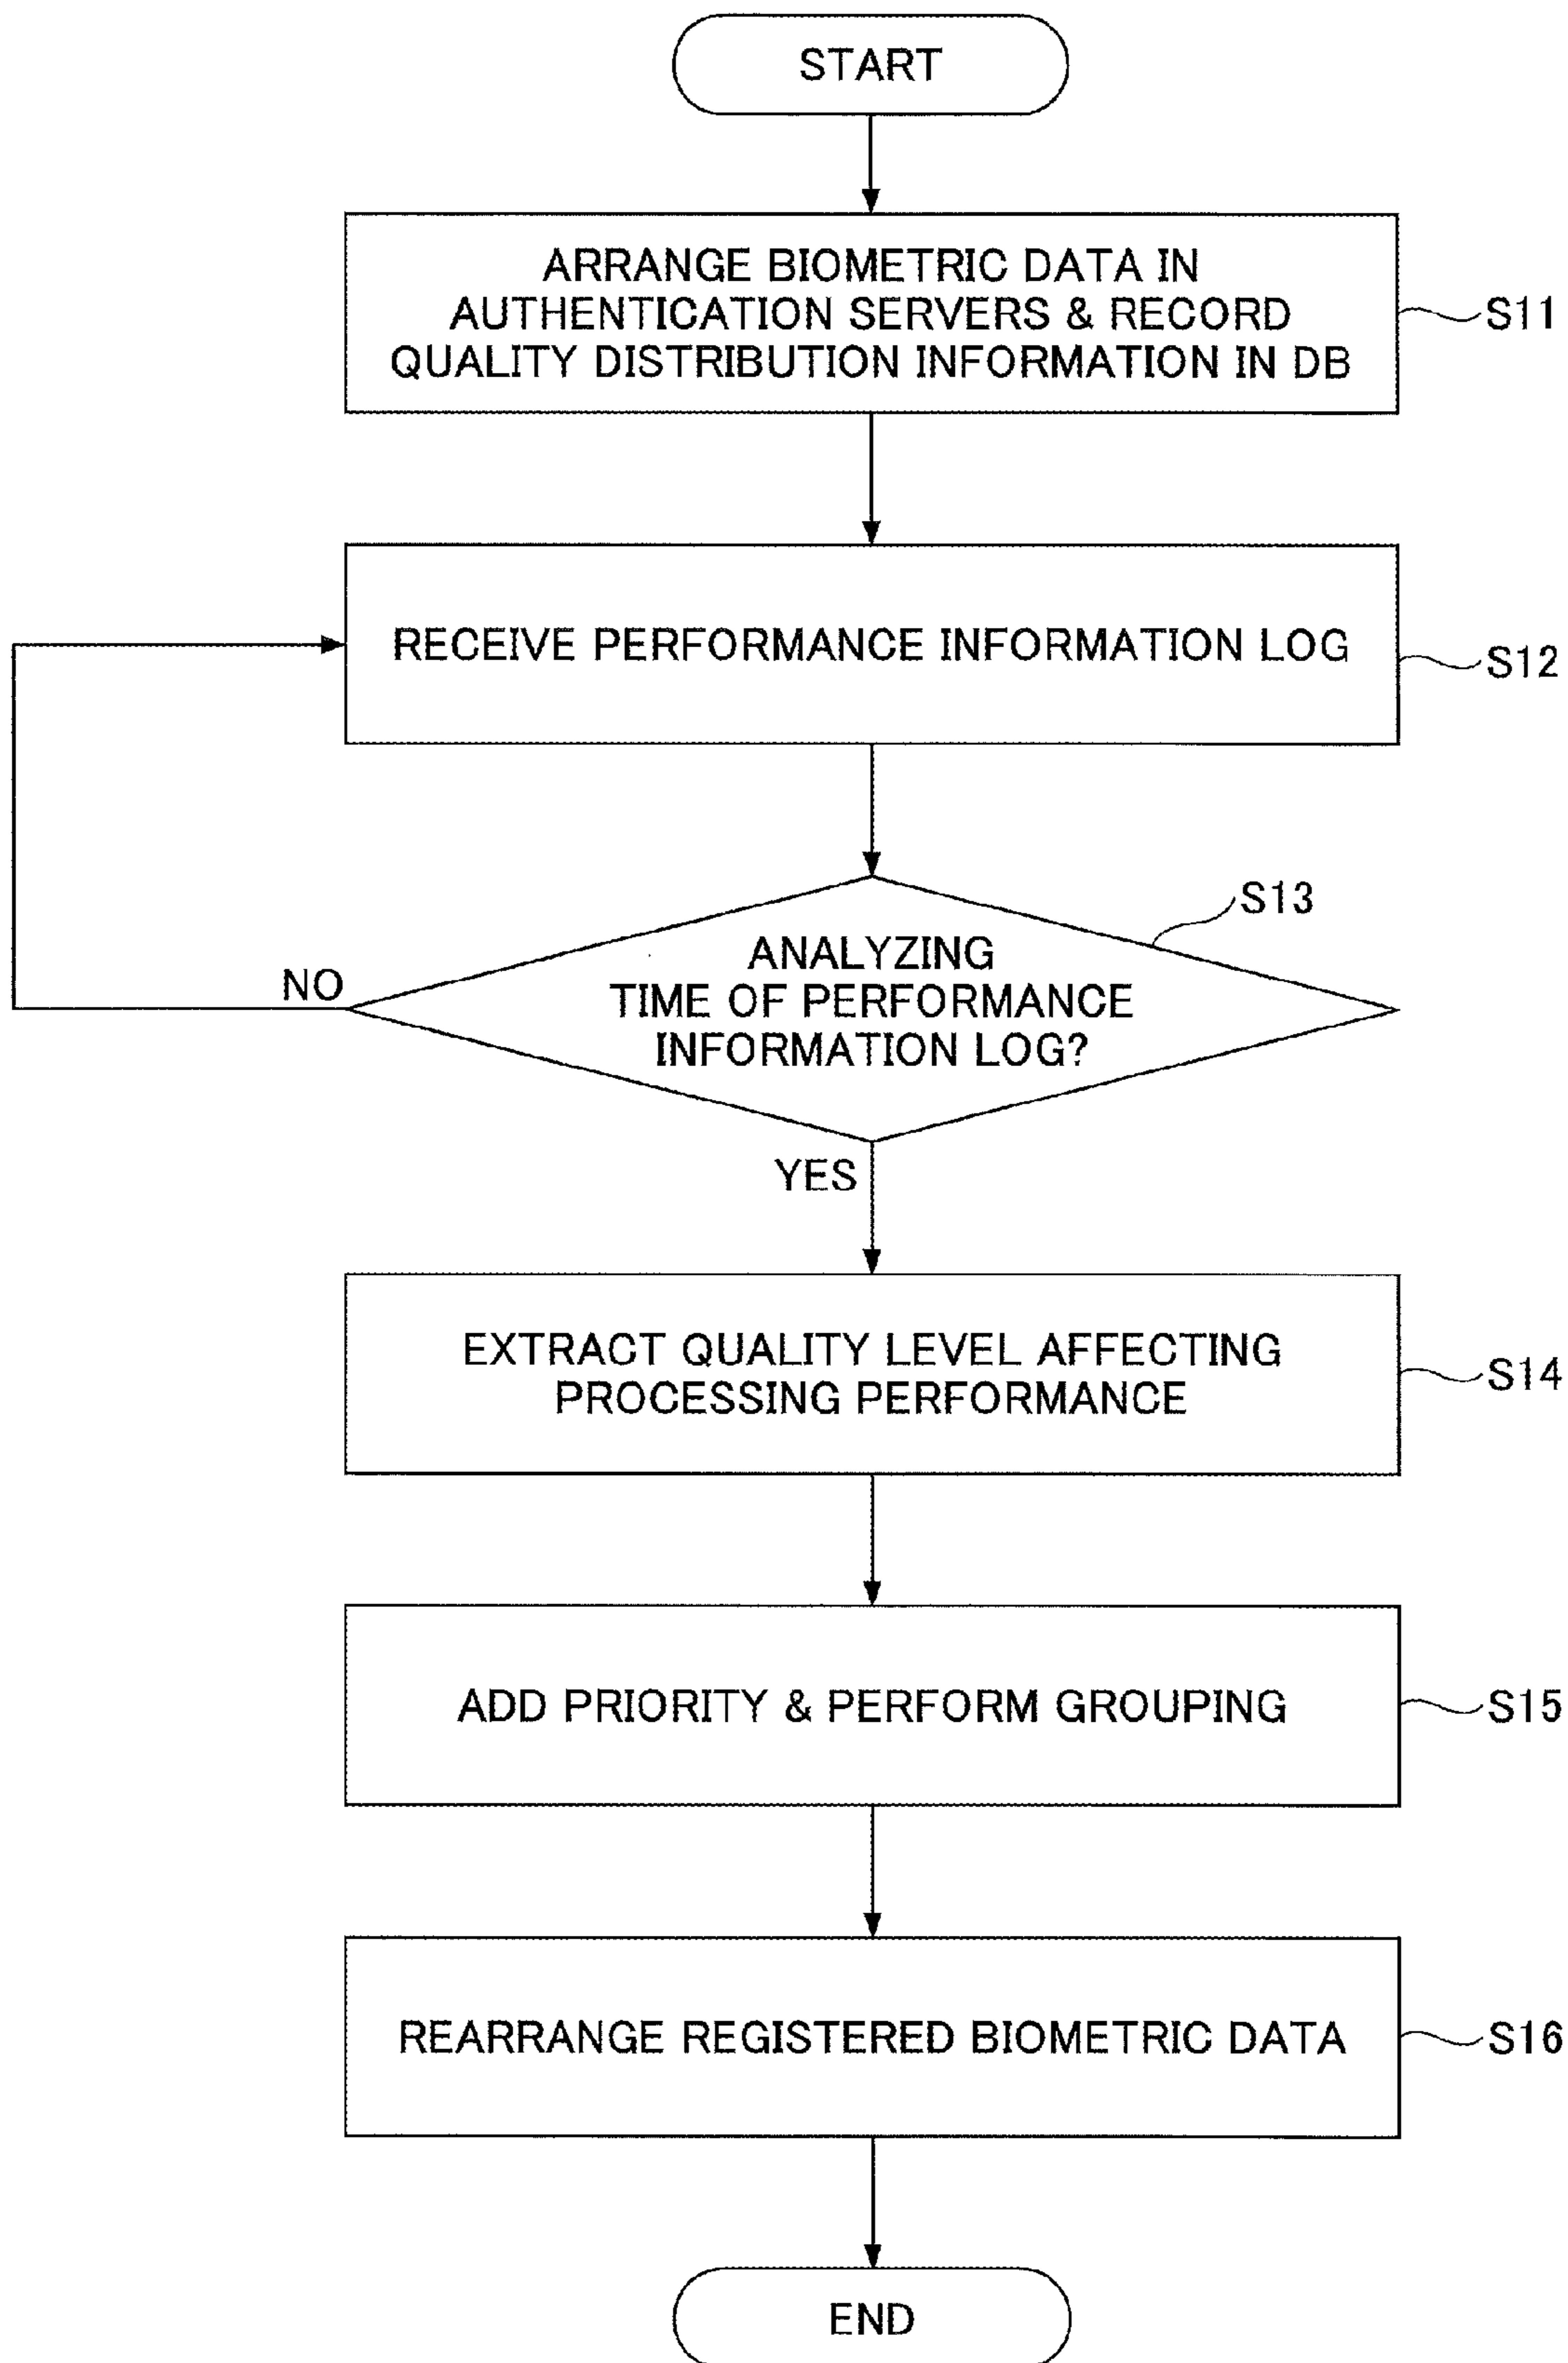 START
ARRANGE BIOMETRIC DATA IN
AUTHENTICATION SERVERS & RECORD
QUALITY DISTRIBUTION INFORMATION IN DB
S11
RECEIVE PERFORMANCE INFORMATION LOG
S12
S13
ANALYZING
TIME OF PERFORMANCE
INFORMATION LOG?
NO
YES
EXTRACT QUALITY LEVEL AFFECTING
PROCESSING PERFORMANCE
S14
ADD PRIORITY & PERFORM GROUPING
S15
REARRANGE REGISTERED BIOMETRIC DATA
S16
END